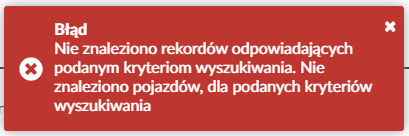 Błąd
Nie znaleziono rekordów odpowiadających
podanym kryteriom wyszukiwania. Nie
znaleziono pojazdów, dla podanych kryteriów
wyszukiwania